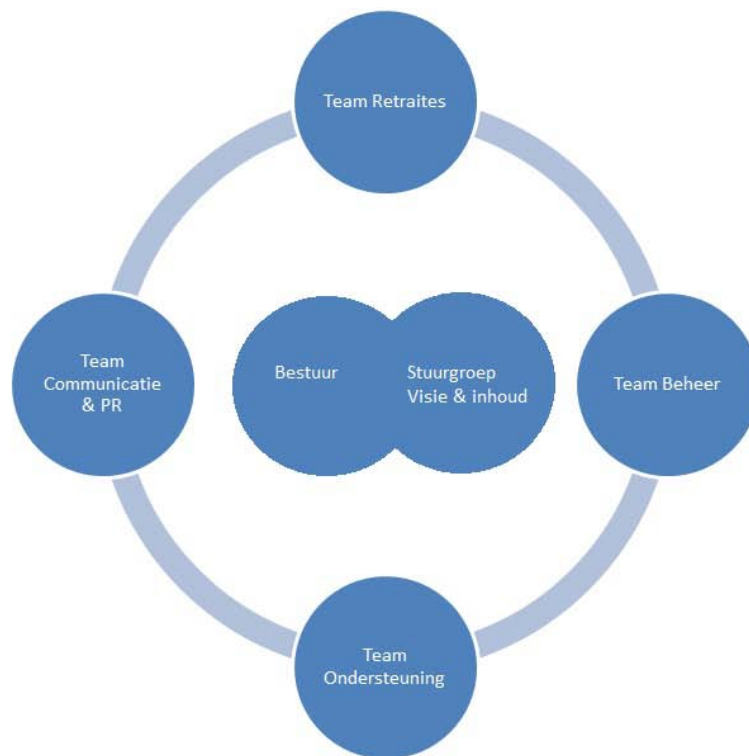 Team Retraites
Team
Communicatie
& PR
Bestuur
Stuurgroep
Visie & inhoud
Team Beheer
Team
Ondersteuning